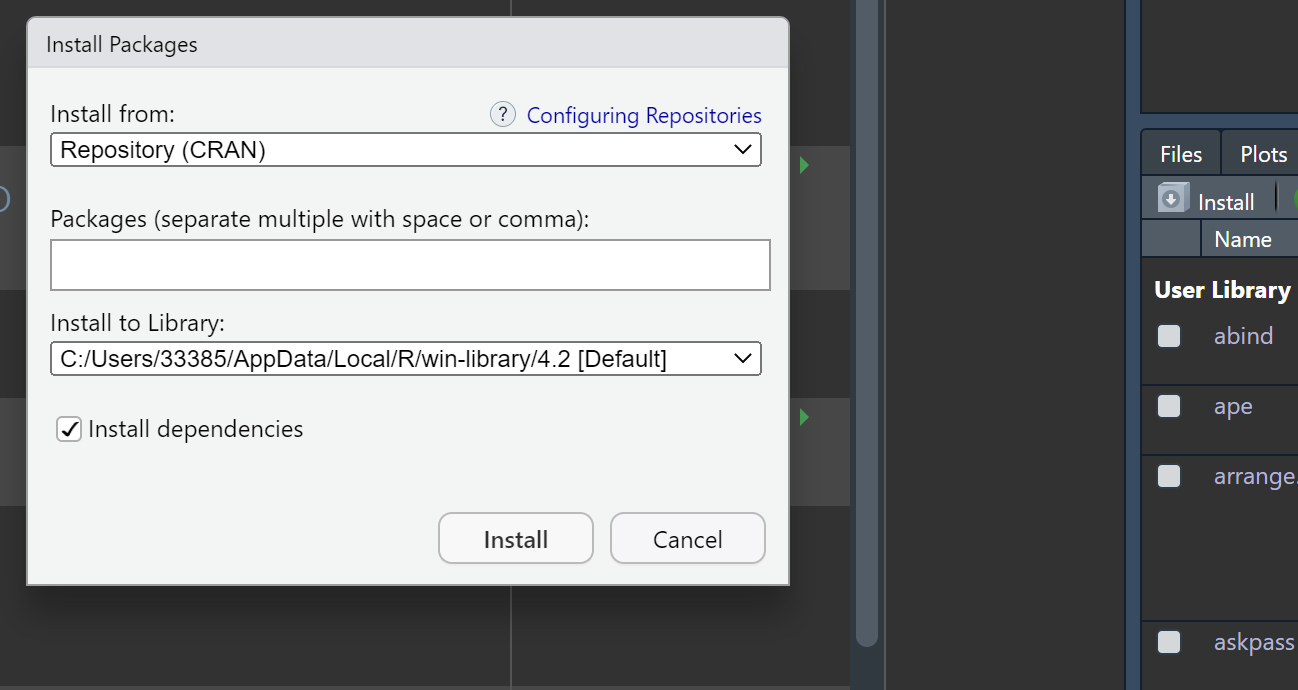 Install Packages
Install from:
? Configuring Repositories
Repository (CRAN)
Packages (separate multiple with space or comma):
Install to Library:
C:/Users/33385/AppData/Local/R/win-library/4.2 [Default]
Install dependencies
Install
Cancel
Files
Plots
Install
Name
User Library
abind
ape
arrange.
askpass